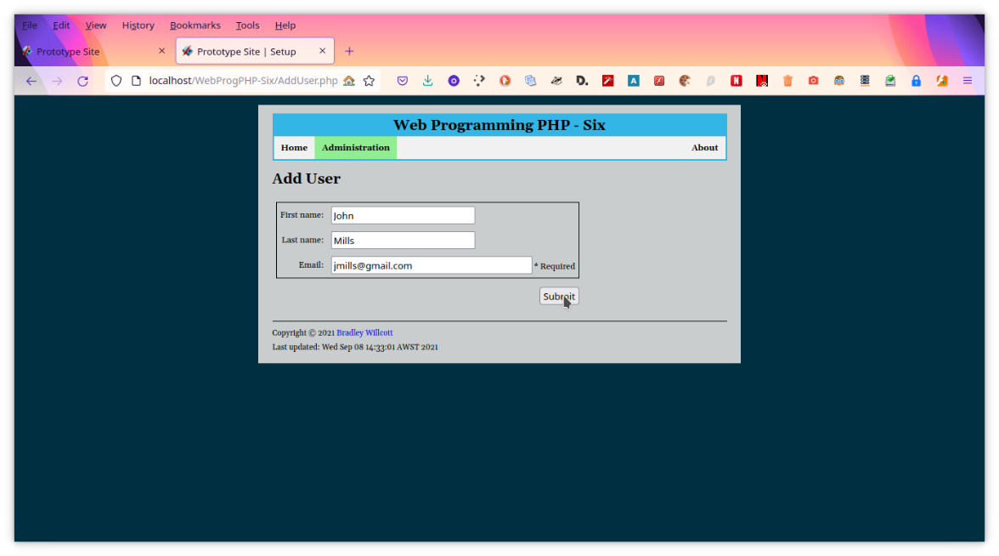 File Edit View History Bookmarks Tools Help
Prototype Site × Prototype Site | Setup × +
localhost/WebProgPHP-Six/AddUser.php
Web Programming PHP - Six
Home Administration About
Add User
First name: John
Last name: Mills
Email: jmills@gmail.com * Required
Submit
Copyright © 2021 Bradley Willcott
Last updated: Wed Sep 08 14:33:01 AWST 2021